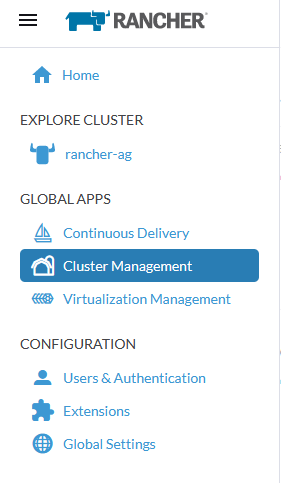 RANCHER
Home
EXPLORE CLUSTER
rancher-ag
GLOBAL APPS
Continuous Delivery
Cluster Management
Virtualization Management
CONFIGURATION
Users & Authentication
Extensions
Global Settings